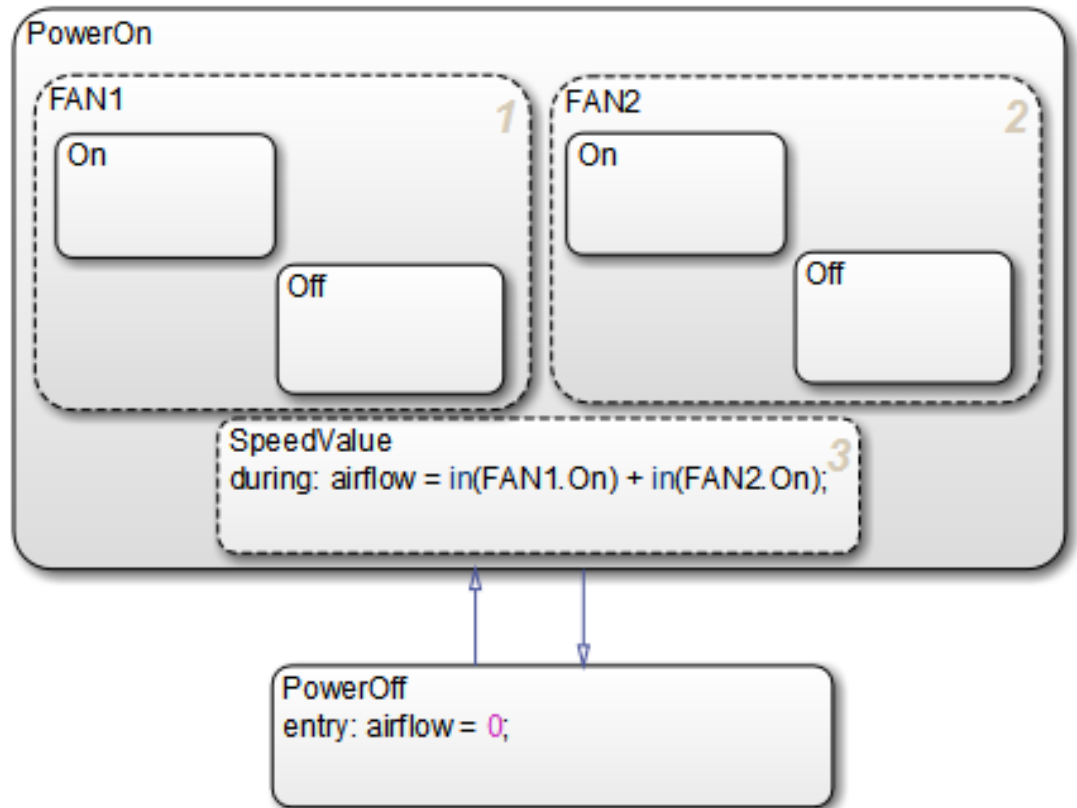 PowerOn
FAN1
1
On
Off
FAN2
2
On
Off
SpeedValue
3
during: airflow = in(FAN1.On) + in(FAN2.On);
PowerOff
entry: airflow = 0;